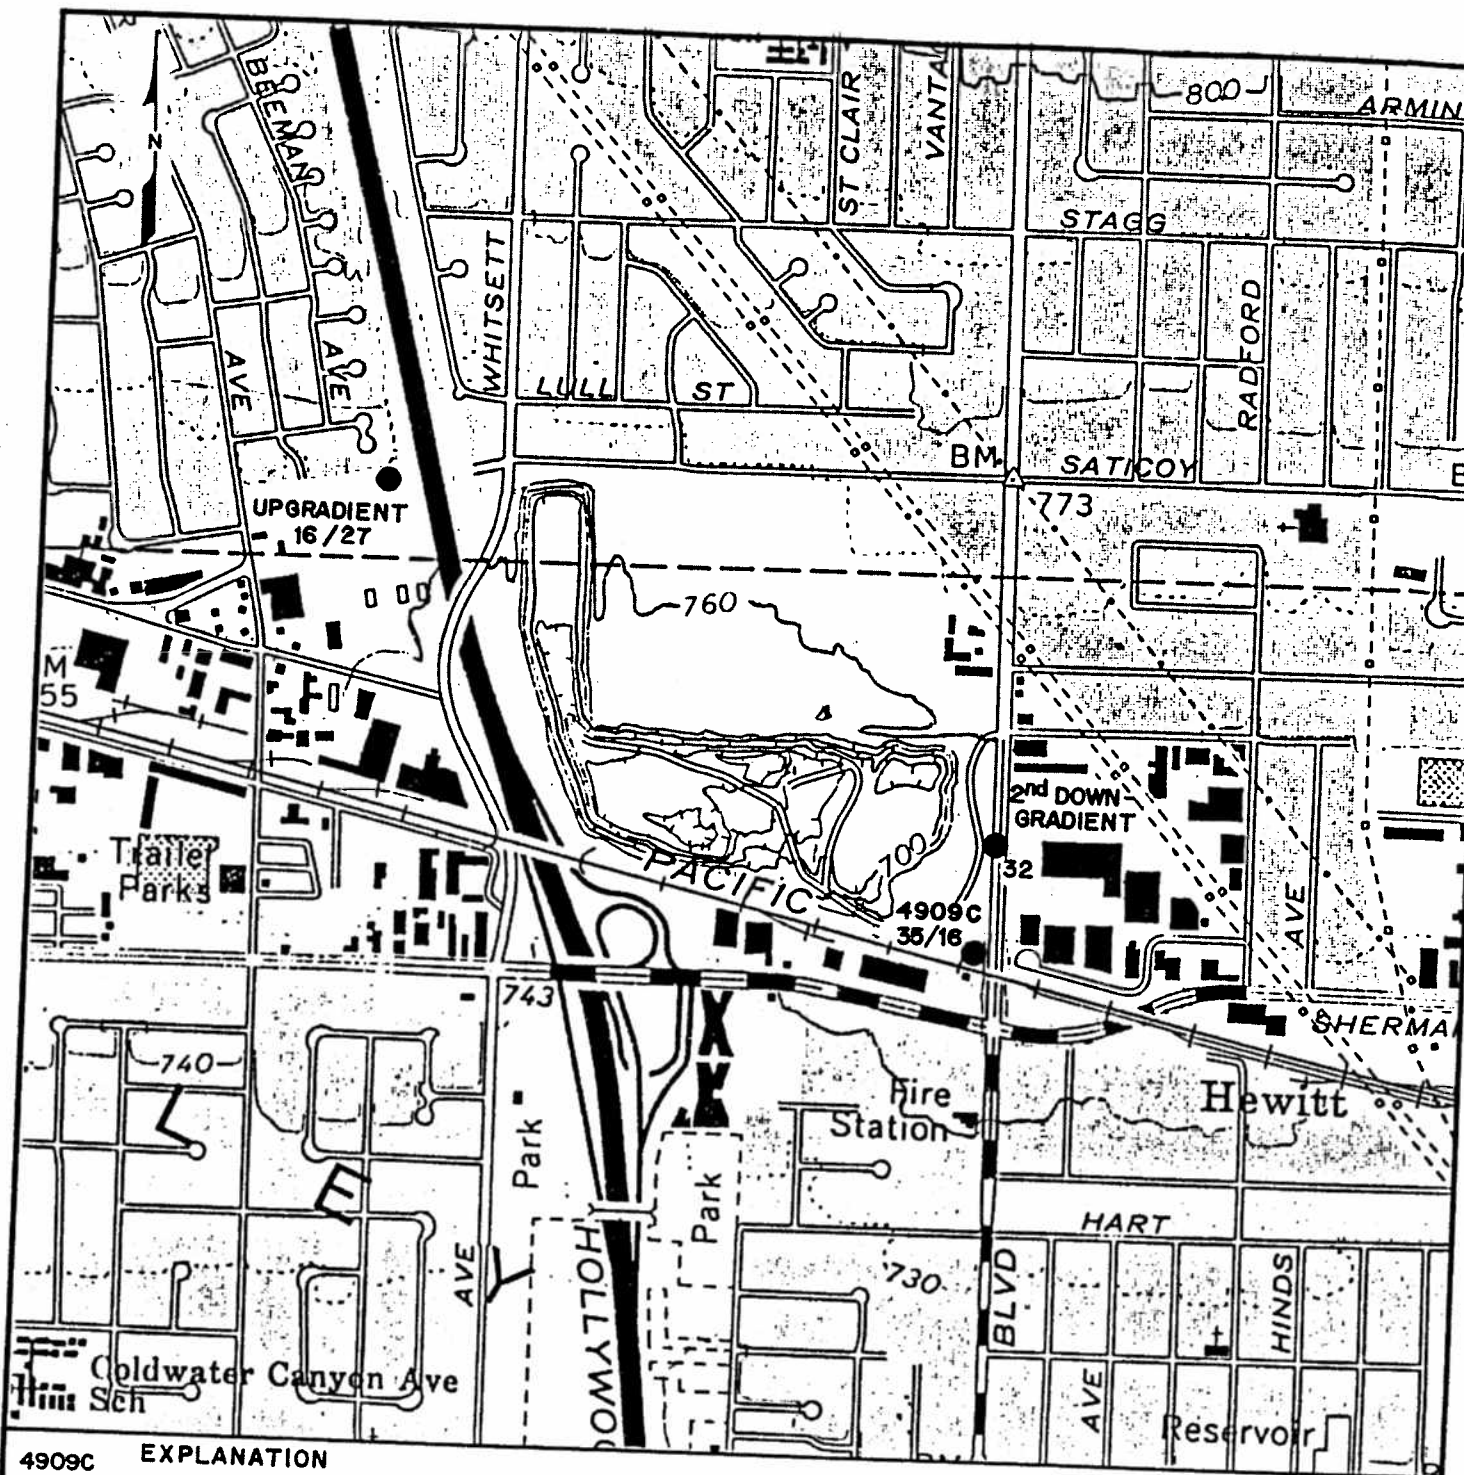 800
ARMIN
BEEMAN
N
ST CLAIR
VANTA
STAGG
WHITSETT
RADFORD
AVE
AVE
LULL ST
BM
SATICOY
773
UPGRADIENT
16/27
760
M
55
2nd DOWN-
GRADIENT
32
Trailer
Parks
PACIFIC
700
4909C
35/16
AVE
743
SHERMA
740
Fire
Station
Hewitt
L
E
Y
Park
Park
HART
AVE
HOLLYWOO
730
BLVD
HINDS
Coldwater Canyon Ave
Sch
AVE
Reservoir
4909C EXPLANATION